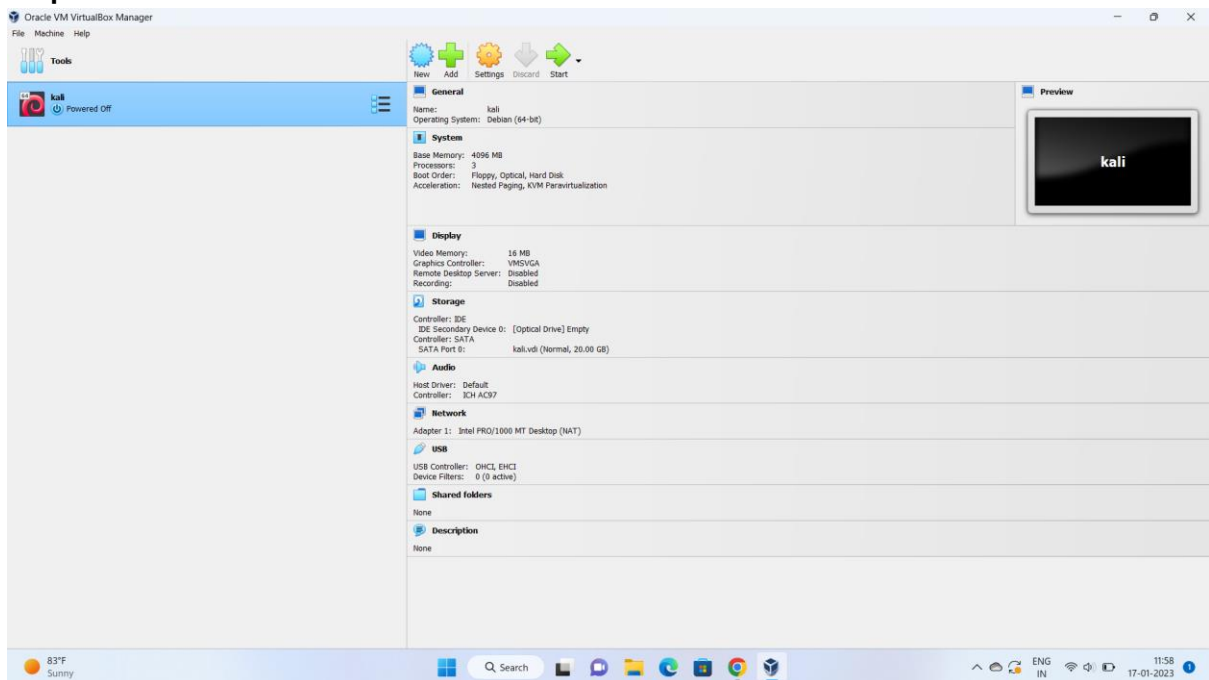 Oracle VM VirtualBox Manager
File Machine Help
Tools
New Add Settings Discard Start
64
kali
Powered Off
General
Name: kali
Operating System: Debian (64-bit)
Preview
kali
System
Base Memory: 4096 MB
Processors: 3
Boot Order: Floppy, Optical, Hard Disk
Acceleration: Nested Paging, KVM Paravirtualization
Display
Video Memory: 16 MB
Graphics Controller: VMSVGA
Remote Desktop Server: Disabled
Recording: Disabled
Storage
Controller: IDE
IDE Secondary Device 0: [Optical Drive] Empty
Controller: SATA
SATA Port 0: kali.vdi (Normal, 20.00 GB)
Audio
Host Driver: Default
Controller: ICH AC97
Network
Adapter 1: Intel PRO/1000 MT Desktop (NAT)
USB
USB Controller: OHCI, EHCI
Device Filters: 0 (0 active)
Shared folders
None
Description
None
83°F
Sunny
Search
ENG
IN
11:58
17-01-2023
1